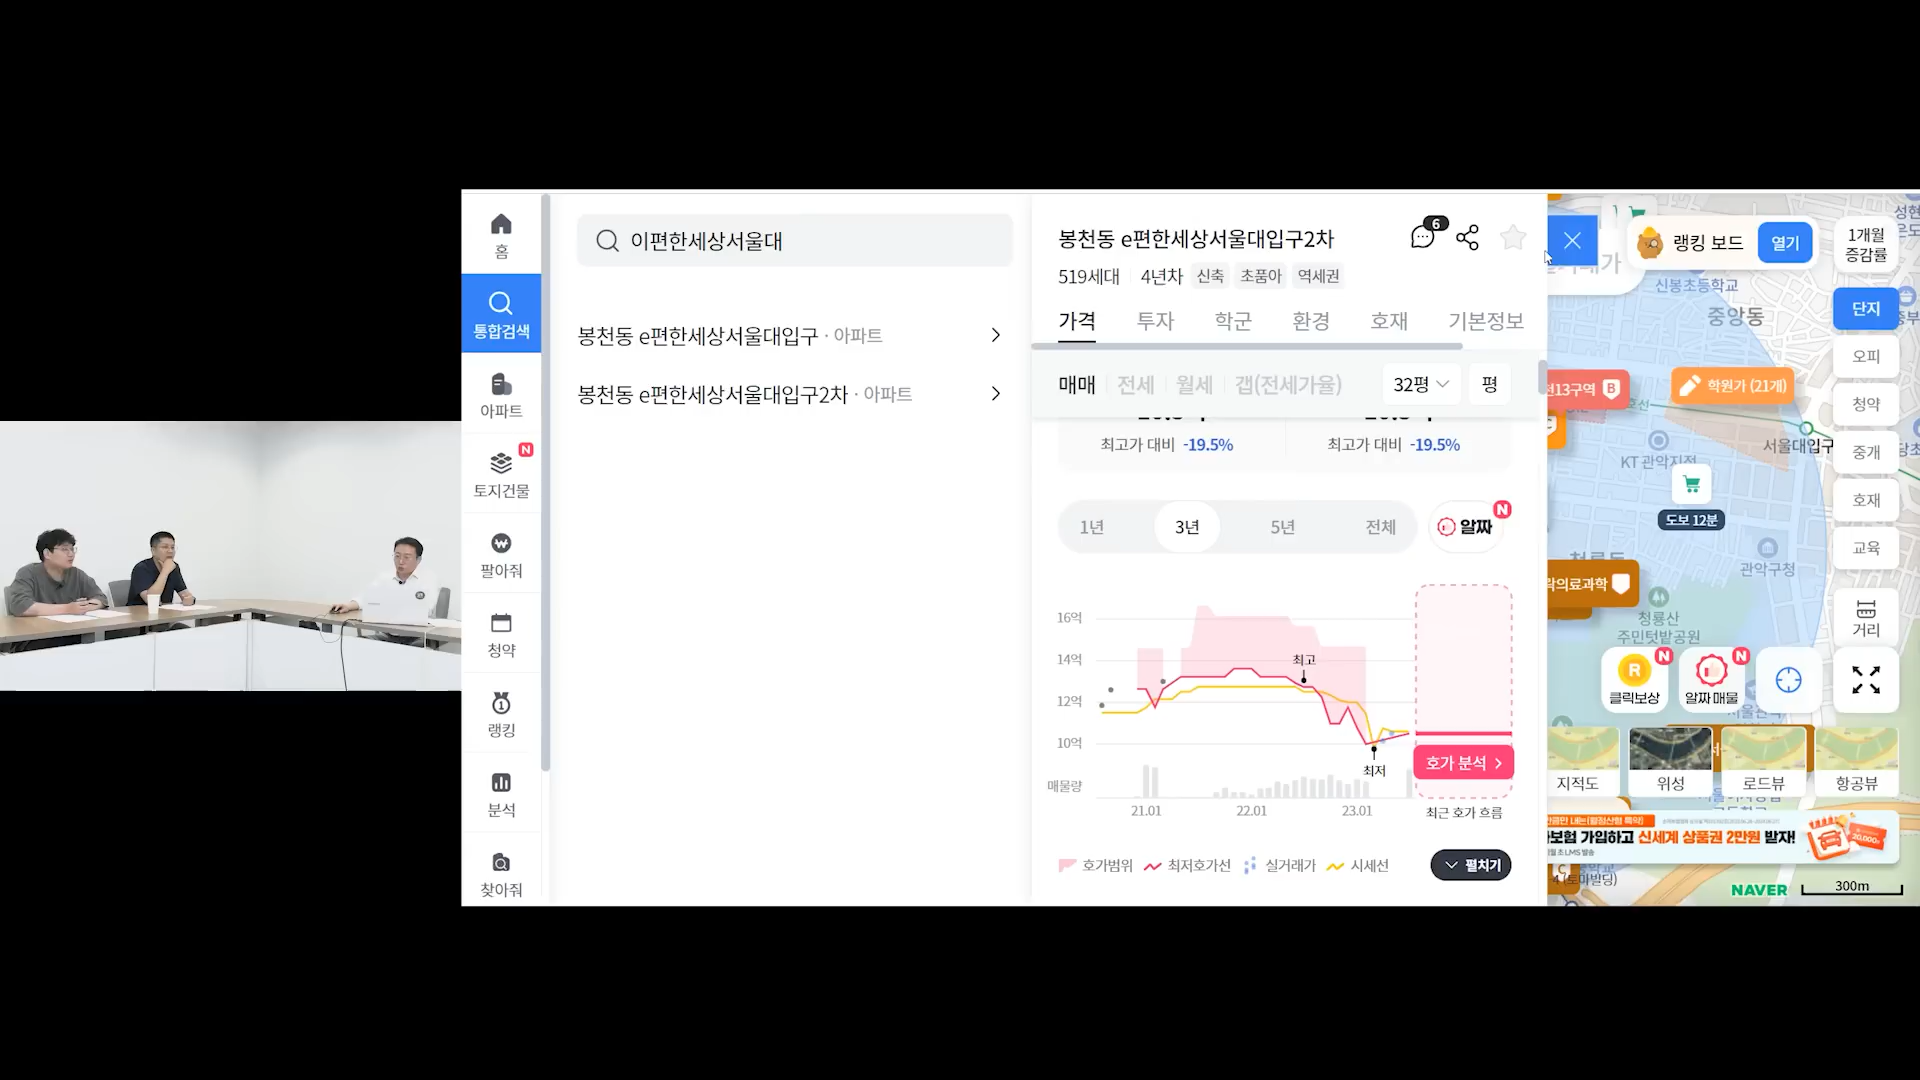 홈
통합검색
아파트
N
토지건물
팔아줘
청약
랭킹
분석
찾아줘
이편한세상서울대
봉천동 e편한세상서울대입구 · 아파트
봉천동 e편한세상서울대입구2차 · 아파트
봉천동 e편한세상서울대입구2차
6
519세대 4년차 신축 초품아 역세권
가격 투자 학군 환경 호재 기본정보
매매 전세 월세 갭(전세가율) 32평 평
최고가 대비 -19.5% 최고가 대비 -19.5%
1년 3년 5년 전체 알짜 N
16억
14억
12억
10억
매물량
최고
최저
호가 분석
21.01 22.01 23.01 최근 호가 흐름
호가범위 최저호가선 실거래가 시세선 펼치기
랭킹 보드 열기
1개월
증감률
신봉초등학교
중앙동
단지
오피
13구역 B
학원가 (21개)
청약
서울대입구
KT관악지점
중개
호재
도보 12분
교육
관악구청
의료과학
청룡산
주민텃밭공원
거리
R N
클릭보상
N
알짜매물
지적도 위성 로드뷰 항공뷰
보험 가입하고 신세계 상품권 2만원 받자!
(토마빌딩)
NAVER 300m